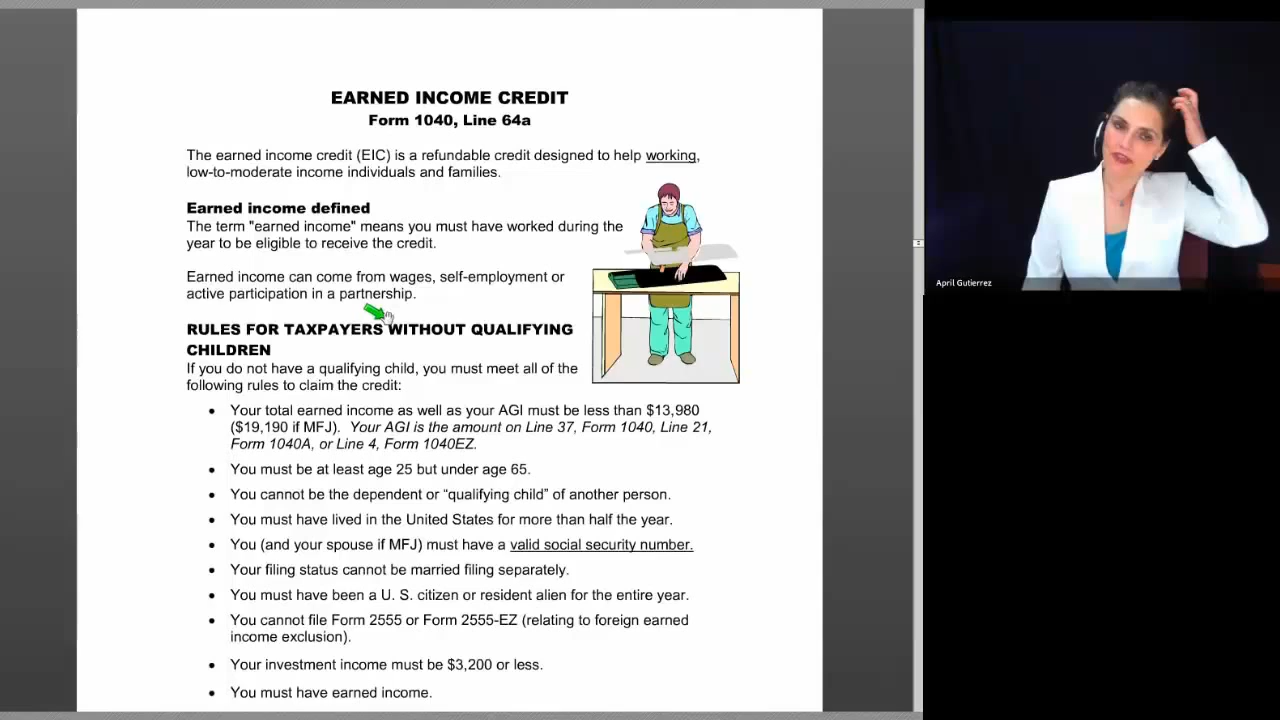 EARNED INCOME CREDIT
Form 1040, Line 64a
The earned income credit (EIC) is a refundable credit designed to help working,
low-to-moderate income individuals and families.
Earned income defined
The term "earned income" means you must have worked during the
year to be eligible to receive the credit.
Earned income can come from wages, self-employment or
active participation in a partnership.
RULES FOR TAXPAYERS WITHOUT QUALIFYING
CHILDREN
If you do not have a qualifying child, you must meet all of the
following rules to claim the credit:
• Your total earned income as well as your AGI must be less than $13,980
($19,190 if MFJ). Your AGI is the amount on Line 37, Form 1040, Line 21,
Form 1040A, or Line 4, Form 1040EZ.
• You must be at least age 25 but under age 65.
• You cannot be the dependent or “qualifying child” of another person.
• You must have lived in the United States for more than half the year.
• You (and your spouse if MFJ) must have a valid social security number.
• Your filing status cannot be married filing separately.
• You must have been a U. S. citizen or resident alien for the entire year.
• You cannot file Form 2555 or Form 2555-EZ (relating to foreign earned
income exclusion).
• Your investment income must be $3,200 or less.
• You must have earned income.
April Gutierrez